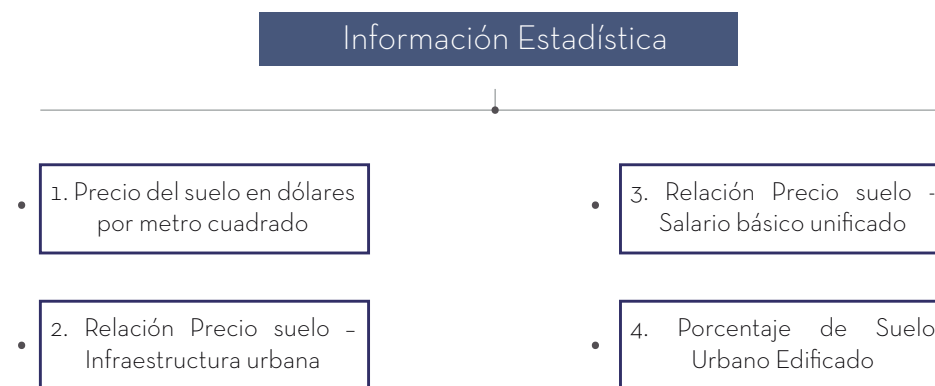 Información Estadística
1. Precio del suelo en dólares
por metro cuadrado
2. Relación Precio suelo –
Infraestructura urbana
3. Relación Precio suelo -
Salario básico unificado
4. Porcentaje de Suelo
Urbano Edificado